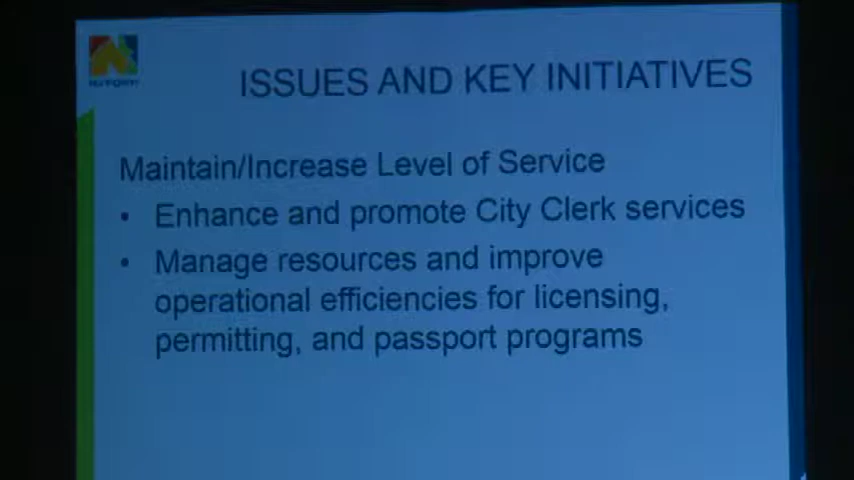 ISSUES AND KEY INITIATIVES
Maintain/Increase Level of Service
• Enhance and promote City Clerk services
• Manage resources and improve
operational efficiencies for licensing,
permitting, and passport programs